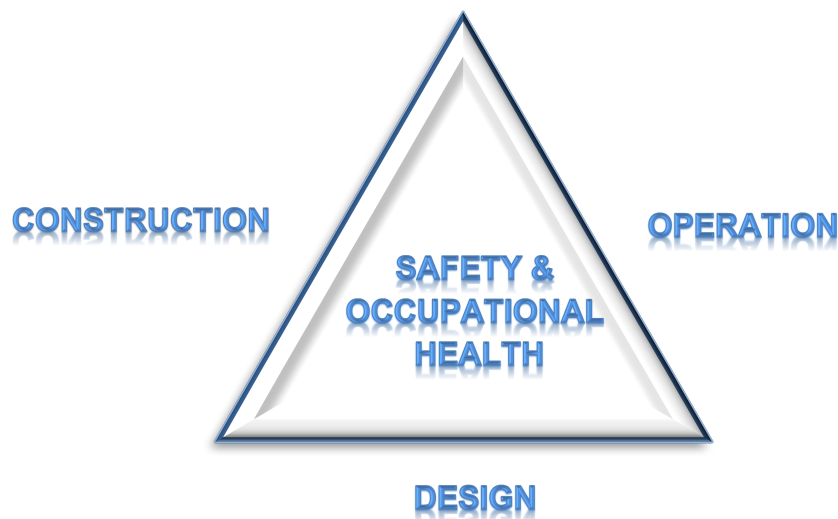 CONSTRUCTION
OPERATION
SAFETY &
OCCUPATIONAL
HEALTH
DESIGN